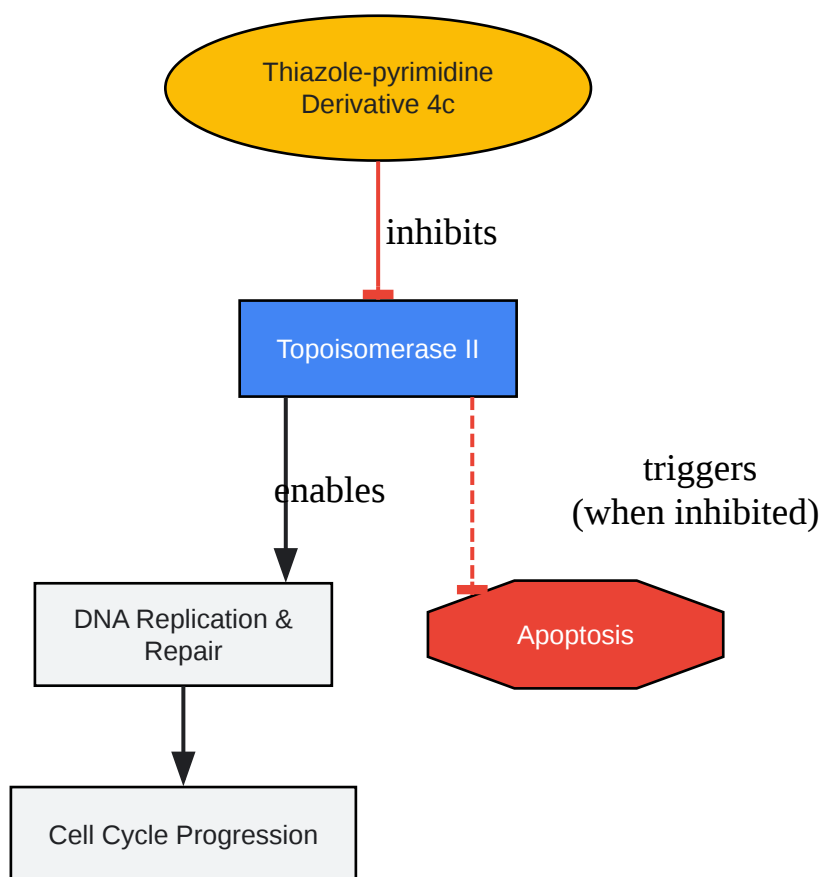 Thiazole-pyrimidine
Derivative 4c
inhibits
Topoisomerase II
enables
triggers
(when inhibited)
DNA Replication &
Repair
Apoptosis
Cell Cycle Progression